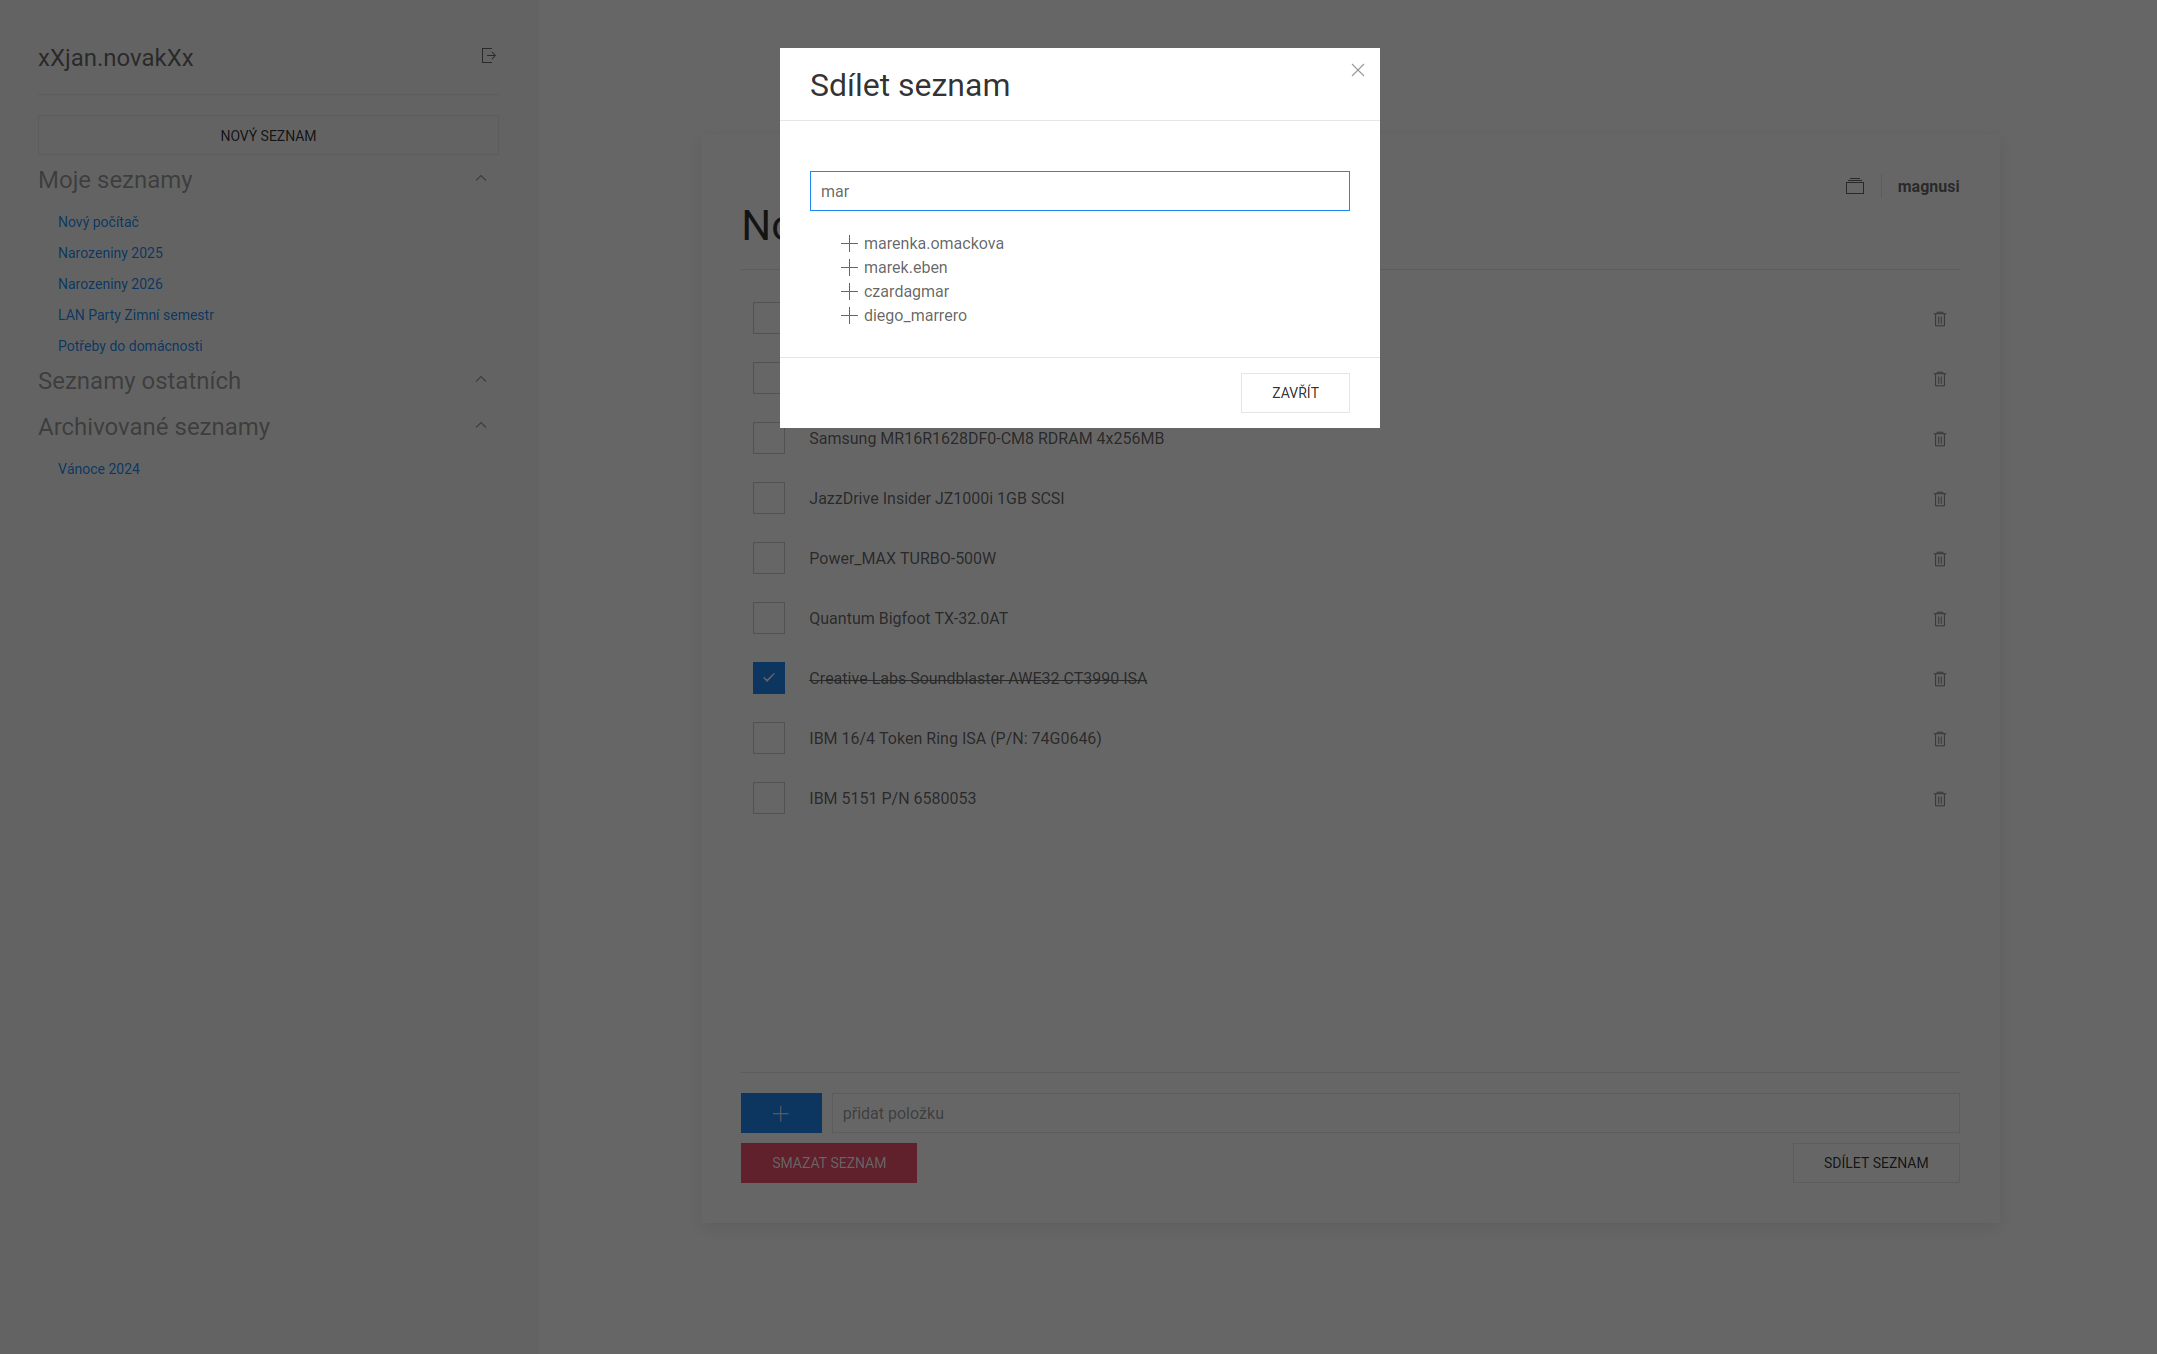 xXjan.novakXx
NOVÝ SEZNAM
Moje seznamy
Nový počítač
Narozeniny 2025
Narozeniny 2026
LAN Party Zimní semestr
Potřeby do domácnosti
Seznamy ostatních
Archivované seznamy
Vánoce 2024
Sdílet seznam
mar
marenka.omackova
marek.eben
czardagmar
diego_marrero
ZAVŘÍT
magnusi
Samsung MR16R1628DF0-CM8 RDRAM 4x256MB
JazzDrive Insider JZ1000i 1GB SCSI
Power_MAX TURBO-500W
Quantum Bigfoot TX-32.0AT
Creative Labs Soundblaster AWE32 CT3990 ISA
IBM 16/4 Token Ring ISA (P/N: 74G0646)
IBM 5151 P/N 6580053
přidat položku
SMAZAT SEZNAM
SDÍLET SEZNAM